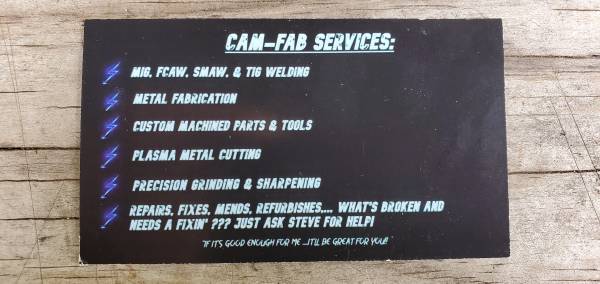 CAM-FAB SERVICES:
MIG, FCAW, SMAW, & TIG WELDING
METAL FABRICATION
CUSTOM MACHINED PARTS & TOOLS
PLASMA METAL CUTTING
PRECISION GRINDING & SHARPENING
REPAIRS, FIXES, MENDS, REFURBISHES,... WHAT'S BROKEN AND
NEEDS A FIXIN' ??? JUST ASK STEVE FOR HELP!
"IF IT'S GOOD ENOUGH FOR ME ...IT'LL BE GREAT FOR YOU!!"